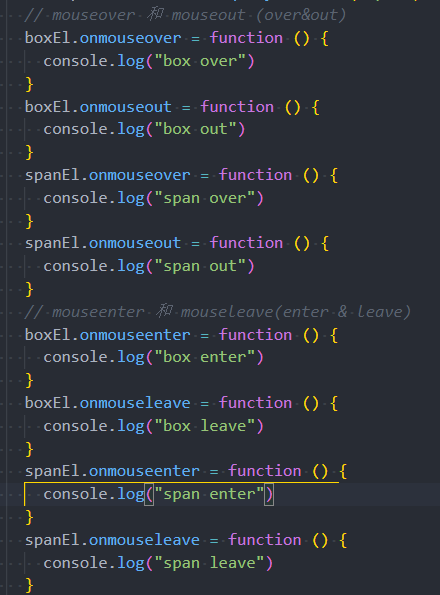 // mouseover 和 mouseout (over&out)
boxEl.onmouseover = function () {
  console.log("box over")
}
boxEl.onmouseout = function () {
  console.log("box out")
}
spanEl.onmouseover = function () {
  console.log("span over")
}
spanEl.onmouseout = function () {
  console.log("span out")
}
// mouseenter 和 mouseleave(enter & leave)
boxEl.onmouseenter = function () {
  console.log("box enter")
}
boxEl.onmouseleave = function () {
  console.log("box leave")
}
spanEl.onmouseenter = function () {
  console.log("span enter")
}
spanEl.onmouseleave = function () {
  console.log("span leave")
}